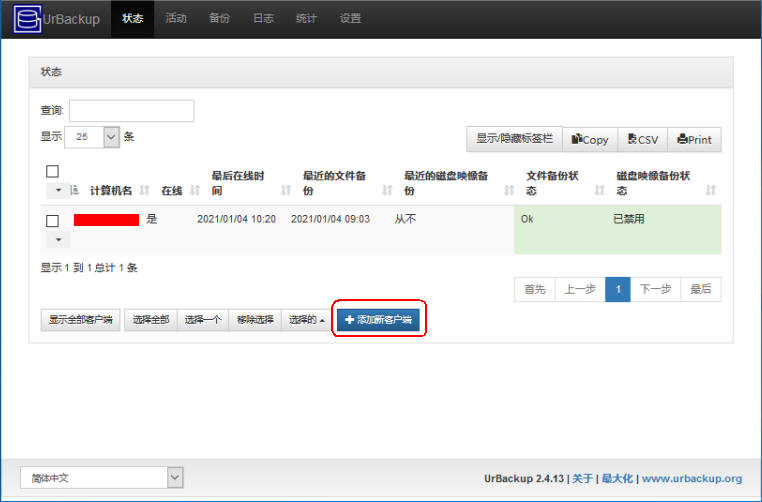 UrBackup 状态 活动 备份 日志 统计 设置
状态
查询:
显示 25 条
显示/隐藏标签栏 Copy CSV Print
计算机名 在线 最后在线时间 最近的文件备份 最近的磁盘映像备份 文件备份状态 磁盘映像备份状态
是 2021/01/04 10:20 2021/01/04 09:03 从不 Ok 已禁用
显示 1 到 1 总计 1 条
首先 上一步 1 下一步 最后
显示全部客户端 选择全部 选择一个 移除选择 选择的 添加新客户端
简体中文 UrBackup 2.4.13 | 关于 | 最大化 | www.urbackup.org